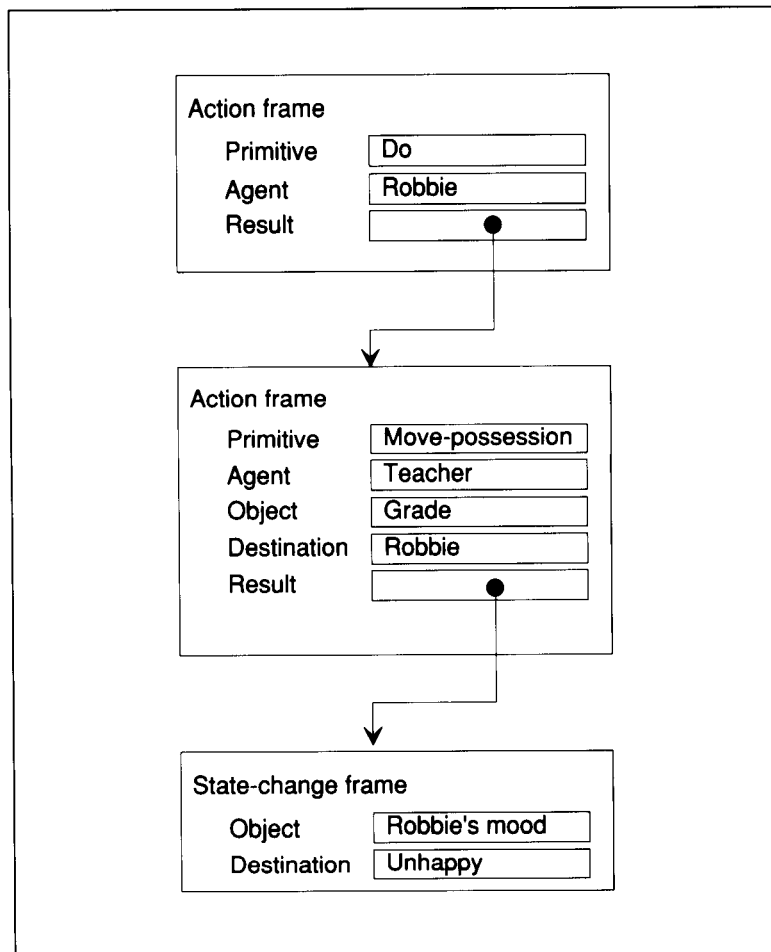 Action frame
Primitive Do
Agent Robbie
Result
Action frame
Primitive Move-possession
Agent Teacher
Object Grade
Destination Robbie
Result
State-change frame
Object Robbie's mood
Destination Unhappy